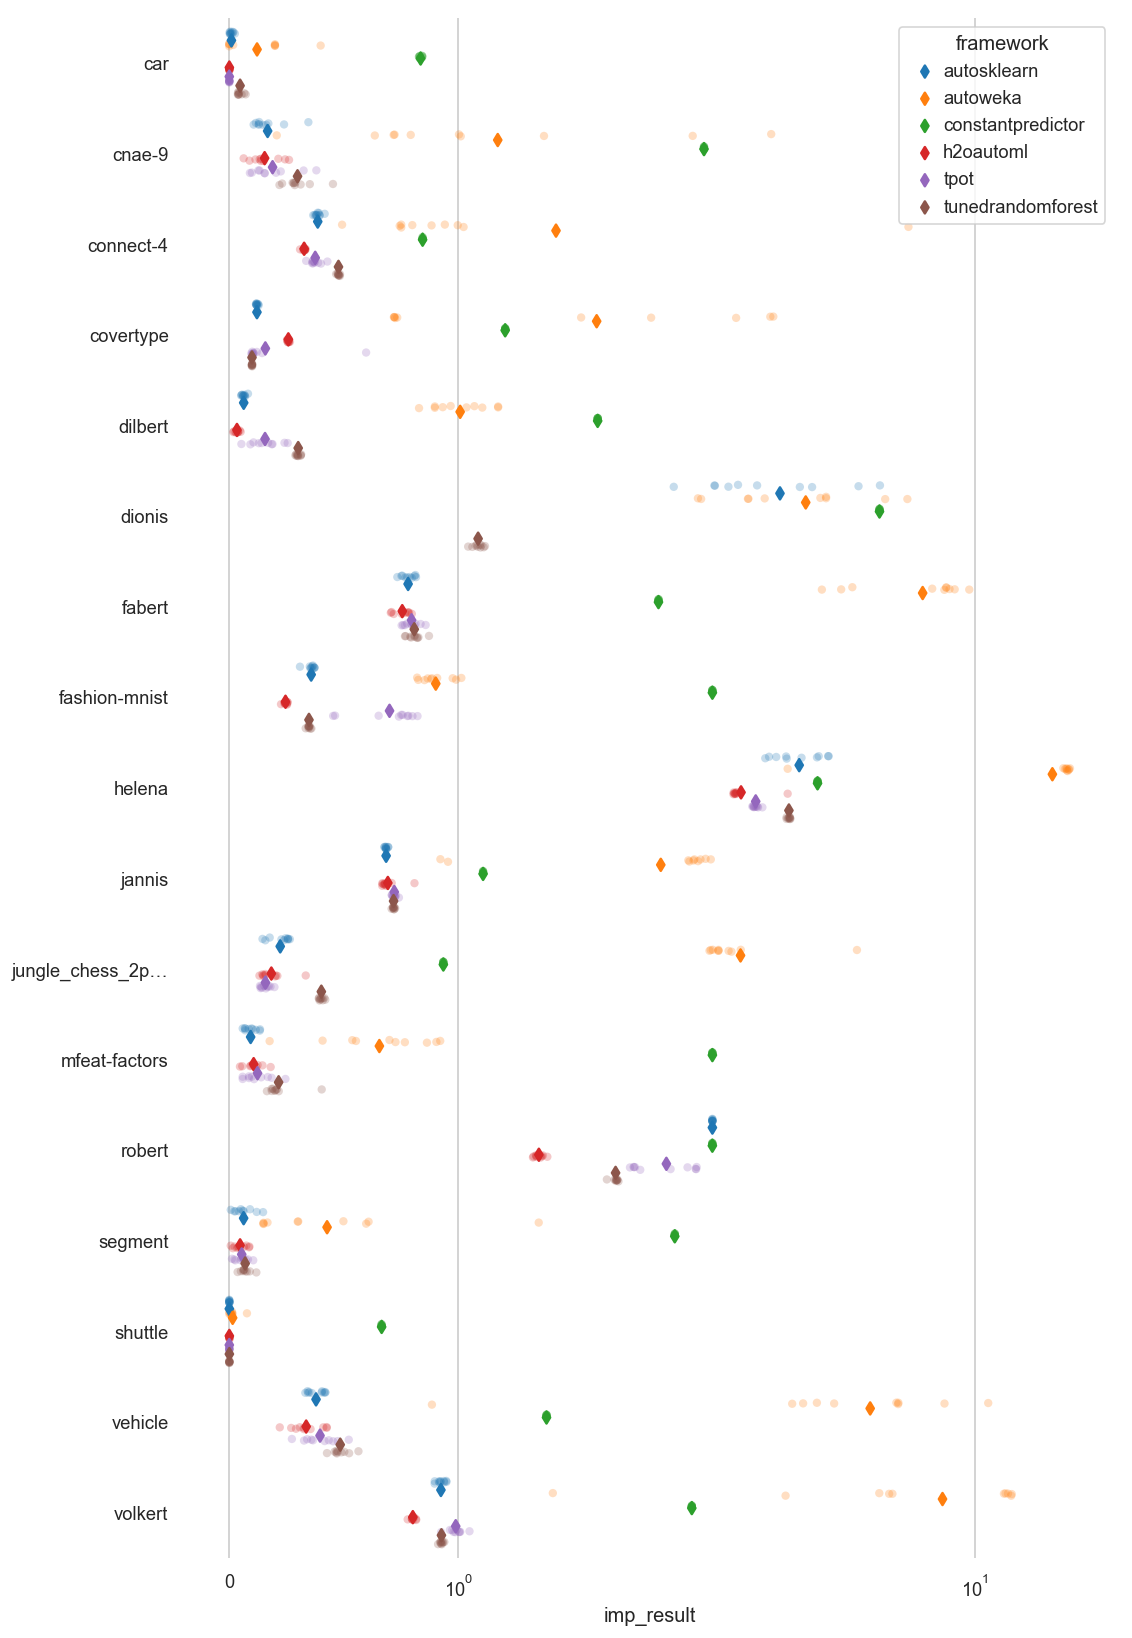 framework
autosklearn
autoweka
constantpredictor
h2oautoml
tpot
tunedrandomforest
car
cnae-9
connect-4
covertype
dilbert
dionis
fabert
fashion-mnist
helena
jannis
jungle_chess_2p…
mfeat-factors
robert
segment
shuttle
vehicle
volkert
0 10⁰ 10¹
imp_result